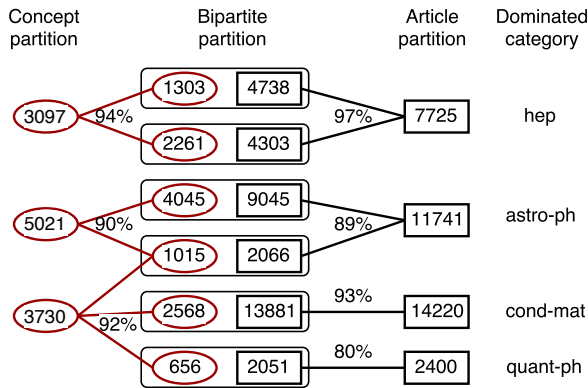 Concept partition
Bipartite partition
Article partition
Dominated category
1303 4738
3097 94% 97% 7725 hep
2261 4303
4045 9045
5021 90% 89% 11741 astro-ph
1015 2066
93%
3730 92% 2568 13881 14220 cond-mat
80%
656 2051 2400 quant-ph